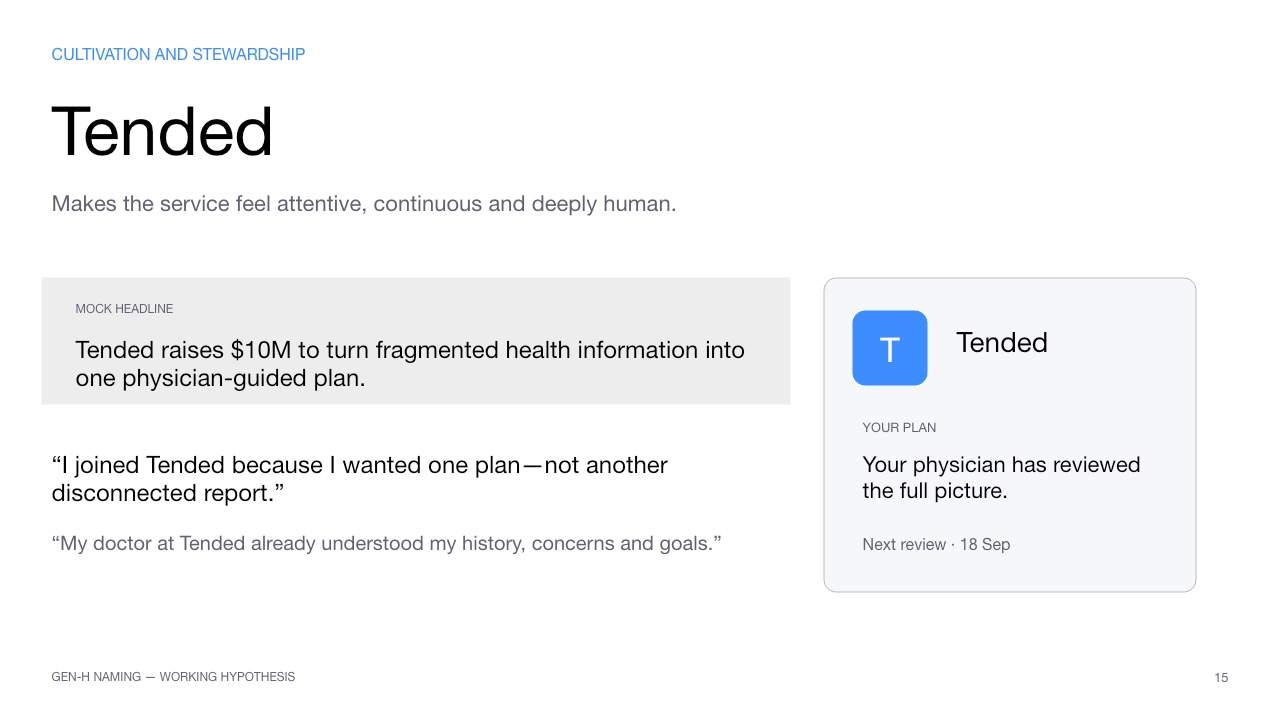 CULTIVATION AND STEWARDSHIP
Tended
Makes the service feel attentive, continuous and deeply human.
MOCK HEADLINE
Tended raises $10M to turn fragmented health information into
one physician-guided plan.
“I joined Tended because I wanted one plan—not another
disconnected report.”
“My doctor at Tended already understood my history, concerns and goals.”
T
Tended
YOUR PLAN
Your physician has reviewed
the full picture.
Next review · 18 Sep
GEN-H NAMING — WORKING HYPOTHESIS
15